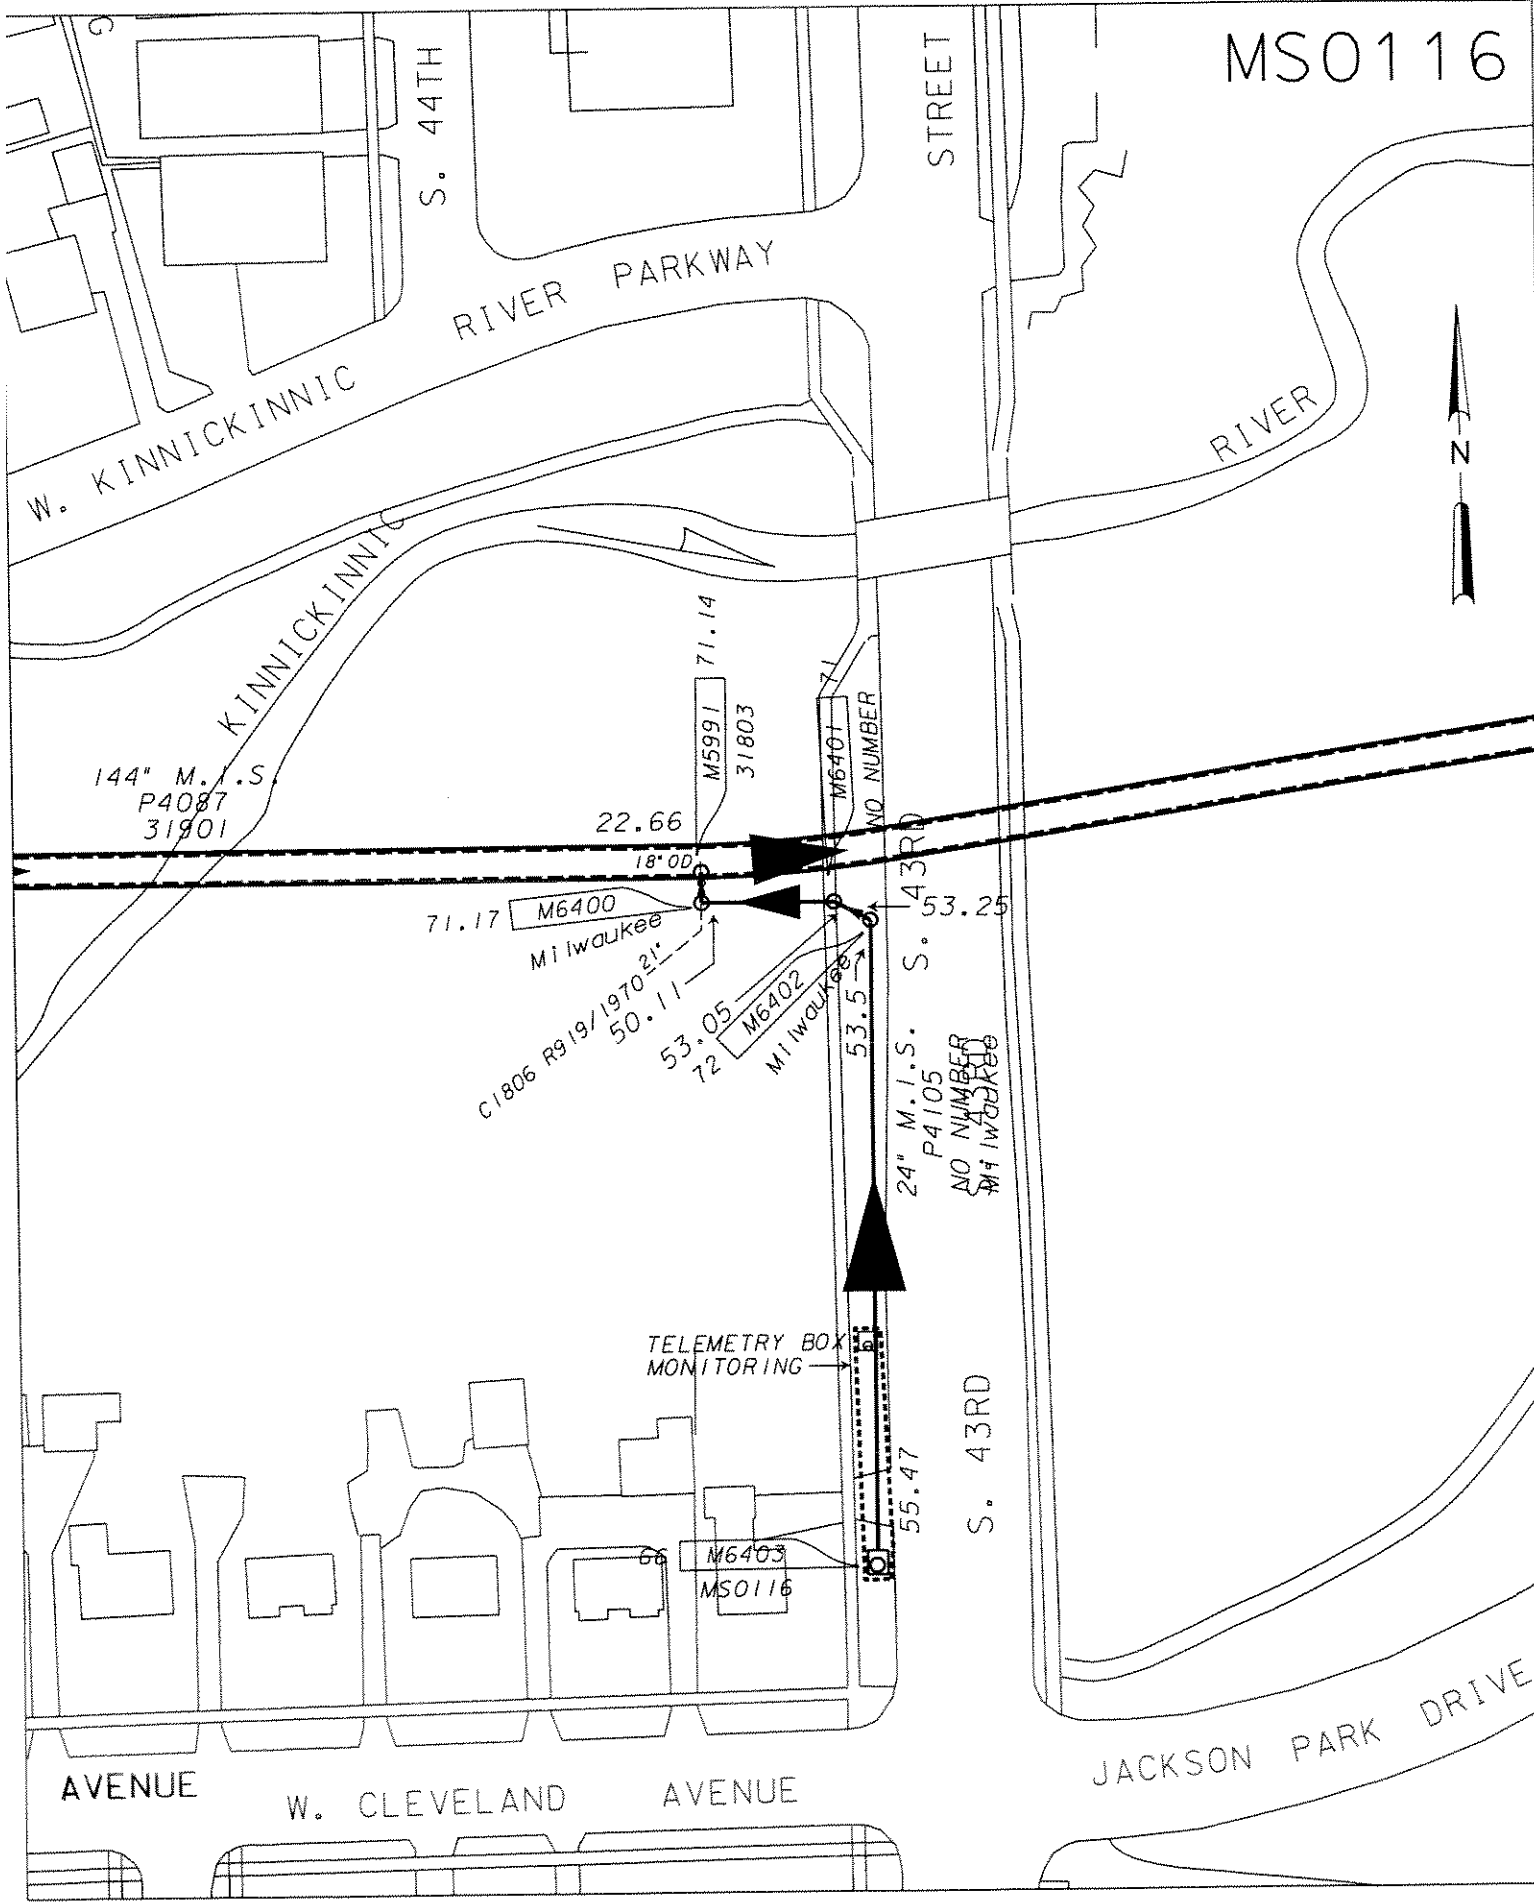 MS0116
G
S. 44TH
STREET
W. KINNICKINNIC RIVER PARKWAY
RIVER
N
KINNICKINNIC
71.14
M5991
31803
71
M6401
NO NUMBER
144" M.I.S.
P4087
31901
22.66
18" OD
S. 43RD
71.17 M6400
Milwaukee
53.25
C1806 R919/1970 21"
50.11
53.05
72 M6402
Milwaukee
53.5
24" M.I.S.
P4105
NO NUMBER
S. 43RD
Milwaukee
TELEMETRY BOX
MONITORING
S. 43RD
55.47
66 M6403
MS0116
AVENUE
W. CLEVELAND AVENUE
JACKSON PARK DRIVE